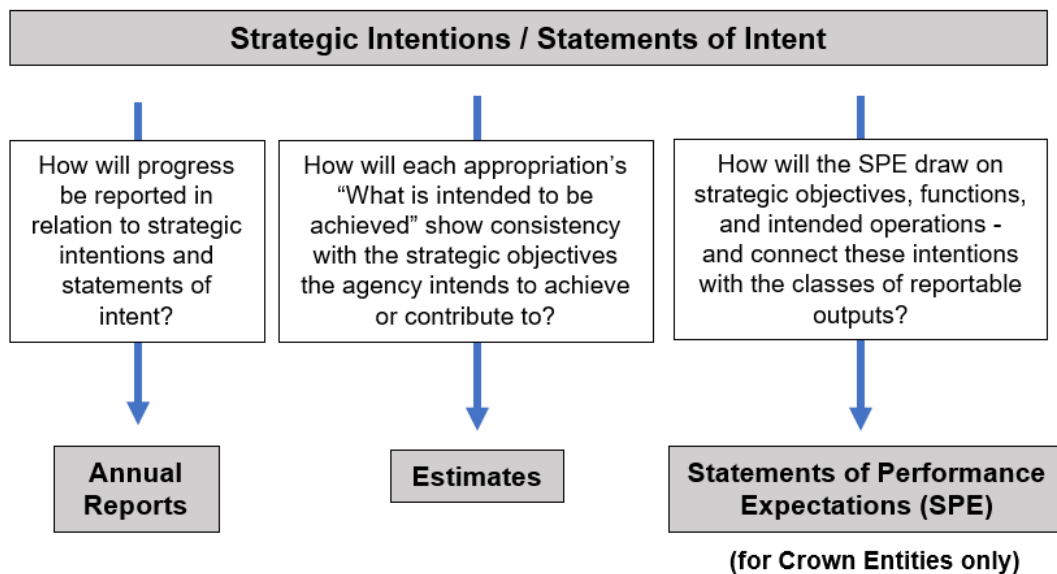 Strategic Intentions / Statements of Intent
How will progress
be reported in
relation to strategic
intentions and
statements of
intent?
How will each appropriation’s
“What is intended to be
achieved” show consistency
with the strategic objectives
the agency intends to achieve
or contribute to?
How will the SPE draw on
strategic objectives, functions,
and intended operations -
and connect these intentions
with the classes of reportable
outputs?
Annual
Reports
Estimates
Statements of Performance
Expectations (SPE)
(for Crown Entities only)